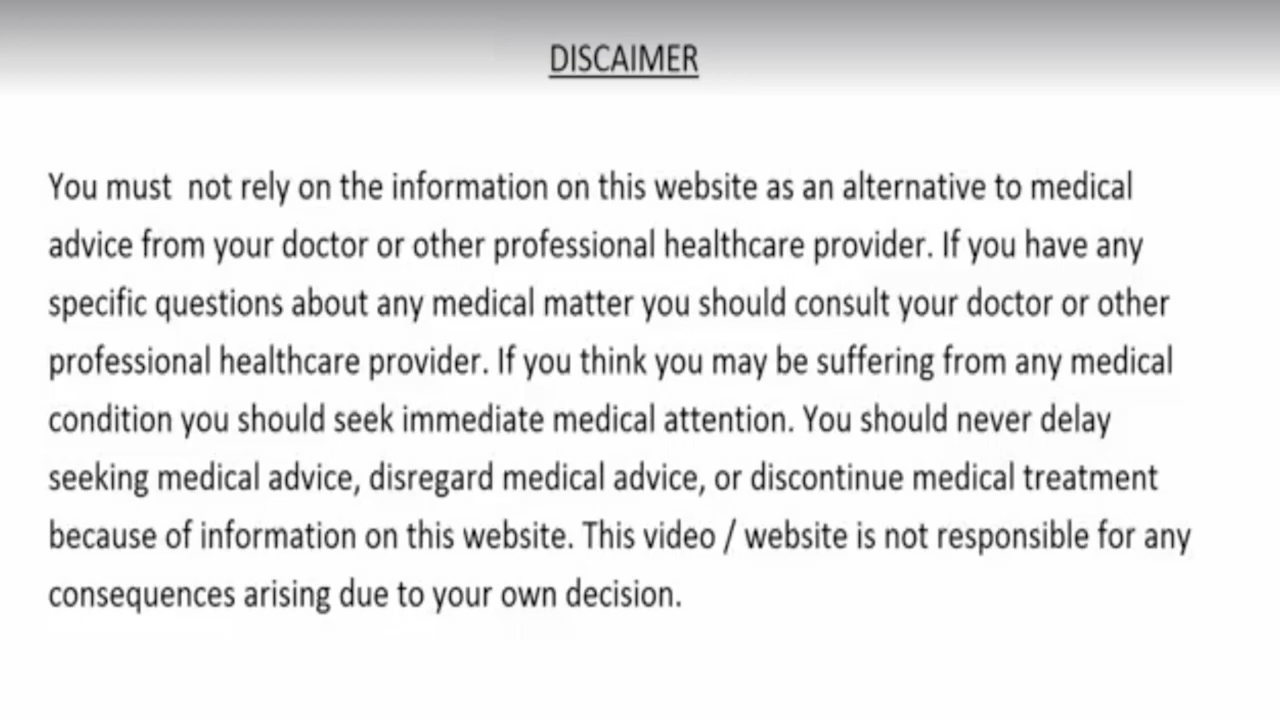 DISCAIMER
You must  not rely on the information on this website as an alternative to medical
advice from your doctor or other professional healthcare provider. If you have any
specific questions about any medical matter you should consult your doctor or other
professional healthcare provider. If you think you may be suffering from any medical
condition you should seek immediate medical attention. You should never delay
seeking medical advice, disregard medical advice, or discontinue medical treatment
because of information on this website. This video / website is not responsible for any
consequences arising due to your own decision.